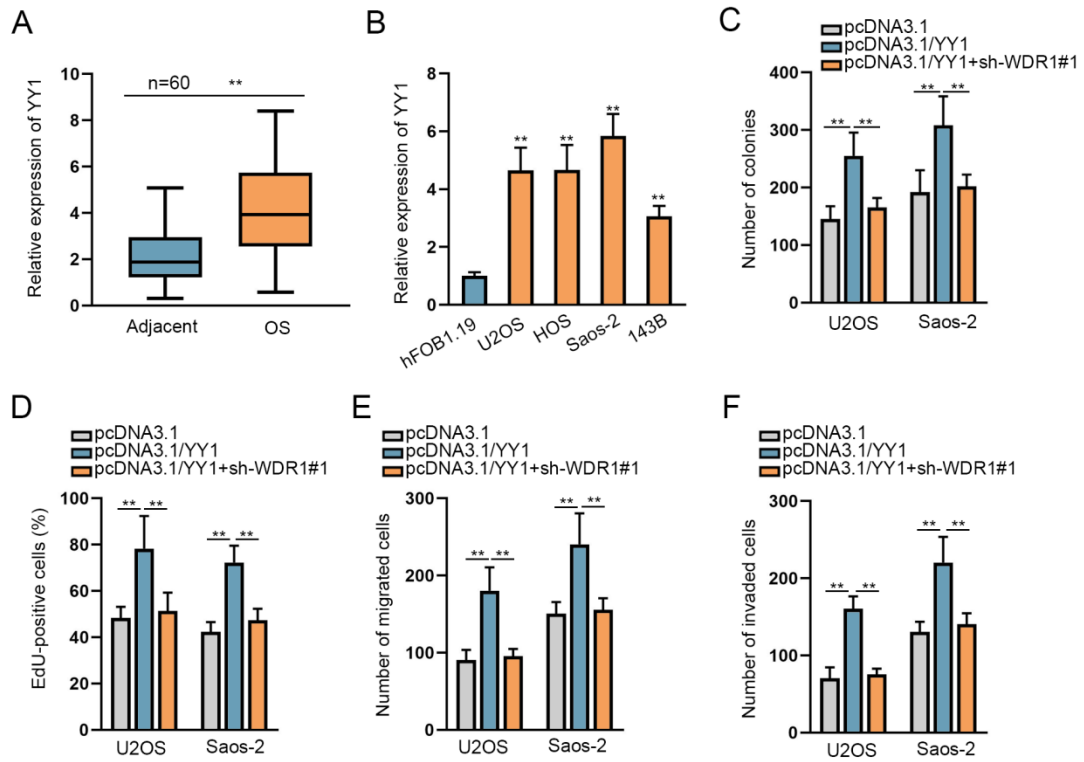 A
Relative expression of YY1
10
8
6
4
2
0
n=60 **
Adjacent OS
B
Relative expression of YY1
8
6
4
2
0
** ** ** **
hFOB1.19 U2OS HOS Saos-2 143B
C
pcDNA3.1
pcDNA3.1/YY1
pcDNA3.1/YY1+sh-WDR1#1
Number of colonies
400
300
200
100
0
** ** ** **
U2OS Saos-2
D
pcDNA3.1
pcDNA3.1/YY1
pcDNA3.1/YY1+sh-WDR1#1
EdU-positive cells (%)
100
80
60
40
20
0
** ** ** **
U2OS Saos-2
E
pcDNA3.1
pcDNA3.1/YY1
pcDNA3.1/YY1+sh-WDR1#1
Number of migrated cells
300
200
100
0
** ** ** **
U2OS Saos-2
F
pcDNA3.1
pcDNA3.1/YY1
pcDNA3.1/YY1+sh-WDR1#1
Number of invaded cells
300
200
100
0
** ** ** **
U2OS Saos-2